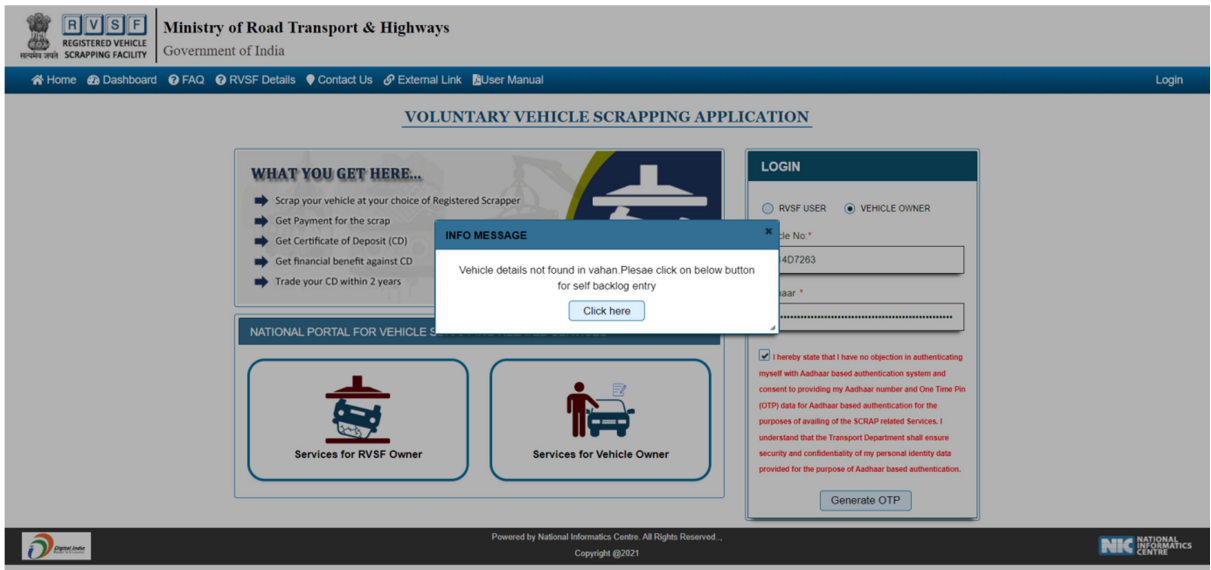 R V S F
REGISTERED VEHICLE
SCRAPPING FACILITY
सत्यमेव जयते
Ministry of Road Transport & Highways
Government of India
Home Dashboard FAQ RVSF Details Contact Us External Link User Manual Login
VOLUNTARY VEHICLE SCRAPPING APPLICATION
WHAT YOU GET HERE...
Scrap your vehicle at your choice of Registered Scrapper
Get Payment for the scrap
Get Certificate of Deposit (CD)
Get financial benefit against CD
Trade your CD within 2 years
INFO MESSAGE
Vehicle details not found in vahan.Plesae click on below button
for self backlog entry
Click here
NATIONAL PORTAL FOR VEHICLE
Services for RVSF Owner
Services for Vehicle Owner
LOGIN
RVSF USER VEHICLE OWNER
cle No:*
4D7263
aar *
I hereby state that I have no objection in authenticating
myself with Aadhaar based authentication system and
consent to providing my Aadhaar number and One Time Pin
(OTP) data for Aadhaar based authentication for the
purposes of availing of the SCRAP related Services. I
understand that the Transport Department shall ensure
security and confidentiality of my personal identity data
provided for the purpose of Aadhaar based authentication.
Generate OTP
Digital India
Powered by National Informatics Centre. All Rights Reserved..,
Copyright @2021
NIC NATIONAL
INFORMATICS
CENTRE